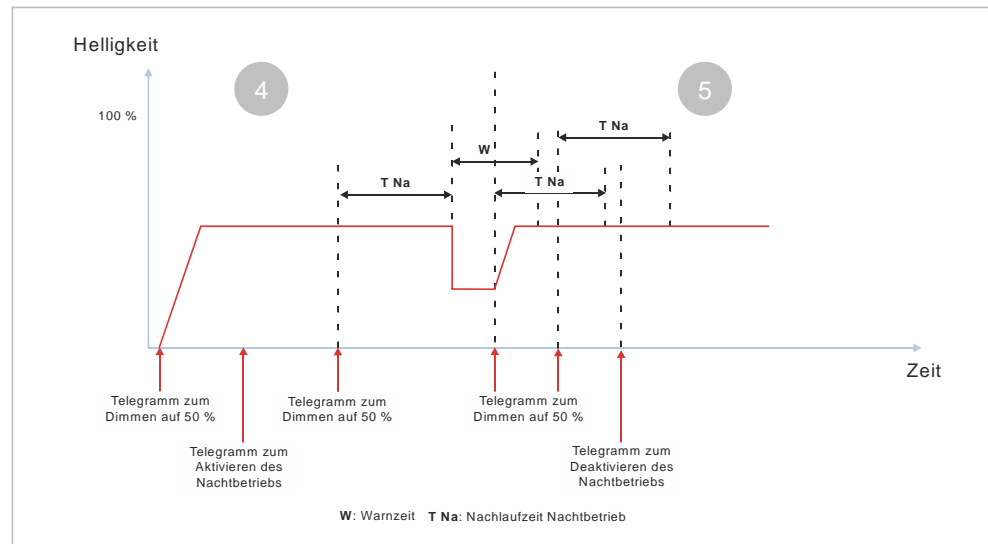 Helligkeit
4
5
100 %
T Na
W
T Na
T Na
Zeit
Telegramm zum
Dimmen auf 50 %
Telegramm zum
Dimmen auf 50 %
Telegramm zum
Dimmen auf 50 %
Telegramm zum
Aktivieren des
Nachtbetriebs
Telegramm zum
Deaktivieren des
Nachtbetriebs
W: Warnzeit T Na: Nachlaufzeit Nachtbetrieb